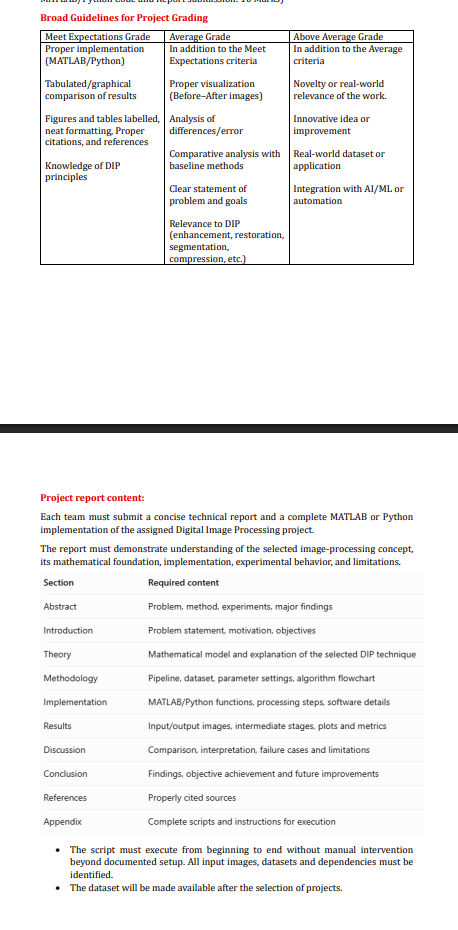 MATLAB/Python Code and Report submission: 10 Marks)
Broad Guidelines for Project Grading
Meet Expectations Grade
Proper implementation
(MATLAB/Python)
Tabulated/graphical
comparison of results
Figures and tables labelled,
neat formatting, Proper
citations, and references
Knowledge of DIP
principles
Average Grade
In addition to the Meet
Expectations criteria
Proper visualization
(Before–After images)
Analysis of
differences/error
Comparative analysis with
baseline methods
Clear statement of
problem and goals
Relevance to DIP
(enhancement, restoration,
segmentation,
compression, etc.)
Above Average Grade
In addition to the Average
criteria
Novelty or real-world
relevance of the work.
Innovative idea or
improvement
Real-world dataset or
application
Integration with AI/ML or
automation
Project report content:
Each team must submit a concise technical report and a complete MATLAB or Python
implementation of the assigned Digital Image Processing project.
The report must demonstrate understanding of the selected image-processing concept,
its mathematical foundation, implementation, experimental behavior, and limitations.
Section Required content
Abstract Problem, method, experiments, major findings
Introduction Problem statement, motivation, objectives
Theory Mathematical model and explanation of the selected DIP technique
Methodology Pipeline, dataset, parameter settings, algorithm flowchart
Implementation MATLAB/Python functions, processing steps, software details
Results Input/output images, intermediate stages, plots and metrics
Discussion Comparison, interpretation, failure cases and limitations
Conclusion Findings, objective achievement and future improvements
References Properly cited sources
Appendix Complete scripts and instructions for execution
• The script must execute from beginning to end without manual intervention
beyond documented setup. All input images, datasets and dependencies must be
identified.
• The dataset will be made available after the selection of projects.